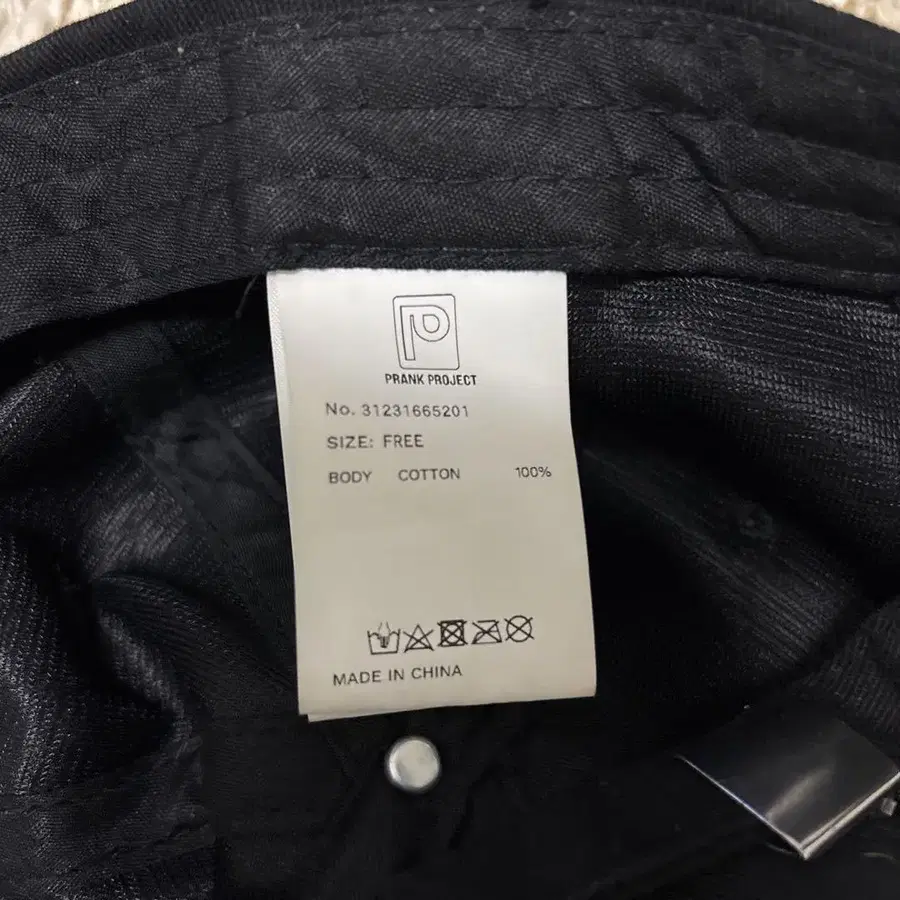 PRANK PROJECT
No. 31231665201
SIZE: FREE
BODY COTTON 100%
MADE IN CHINA